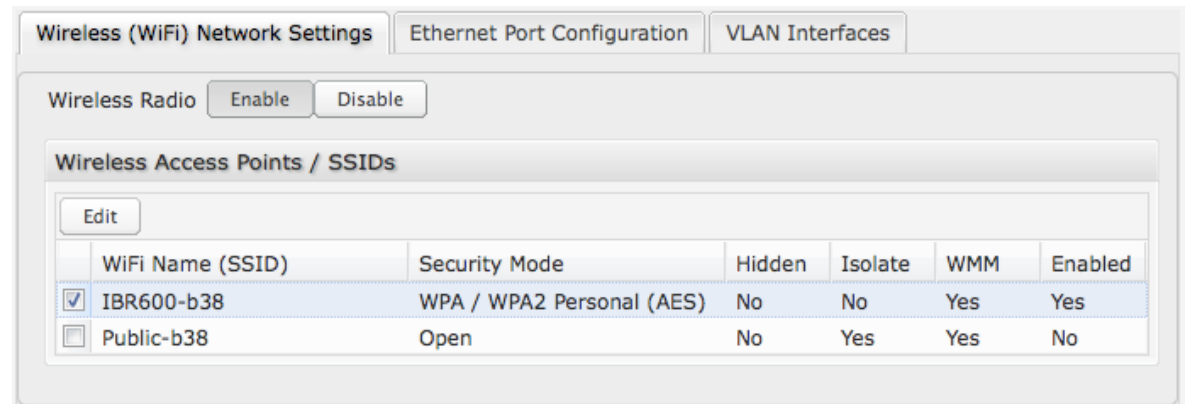 Wireless (WiFi) Network Settings Ethernet Port Configuration VLAN Interfaces
Wireless Radio Enable Disable
Wireless Access Points / SSIDs
Edit
WiFi Name (SSID) Security Mode Hidden Isolate WMM Enabled
IBR600-b38 WPA / WPA2 Personal (AES) No No Yes Yes
Public-b38 Open No Yes Yes No